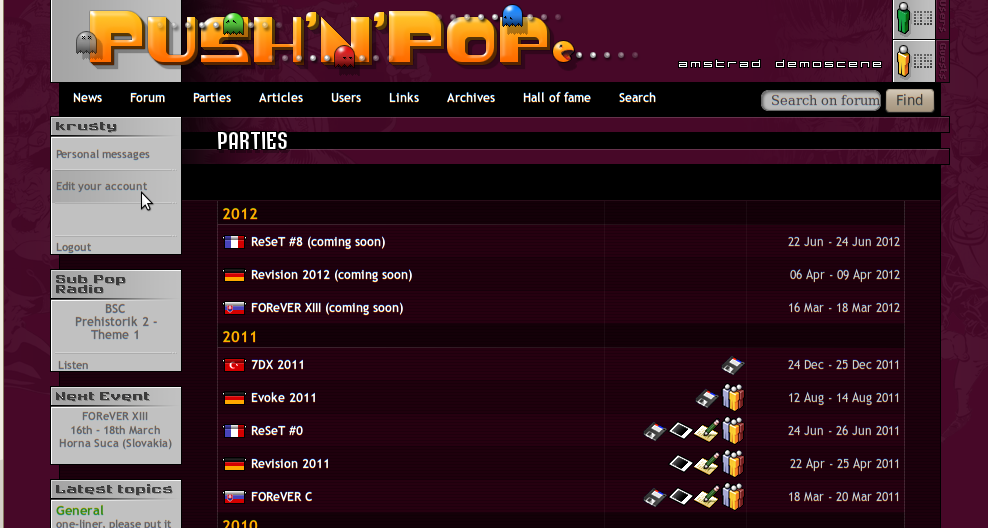 PUSH'N'POP
amstrad demoscene
users
guests
News Forum Parties Articles Users Links Archives Hall of fame Search
Search on forum Find
krusty
Personal messages
Edit your account
Logout
Sub Pop
Radio
BSC
Prehistorik 2 -
Theme 1
Listen
Next Event
FOReVER XIII
16th - 18th March
Horna Suca (Slovakia)
Latest topics
General
one-liner, please put it
PARTIES
2012
ReSeT #8 (coming soon) 22 Jun - 24 Jun 2012
Revision 2012 (coming soon) 06 Apr - 09 Apr 2012
FOReVER XIII (coming soon) 16 Mar - 18 Mar 2012
2011
7DX 2011 24 Dec - 25 Dec 2011
Evoke 2011 12 Aug - 14 Aug 2011
ReSeT #0 24 Jun - 26 Jun 2011
Revision 2011 22 Apr - 25 Apr 2011
FOReVER C 18 Mar - 20 Mar 2011
2010